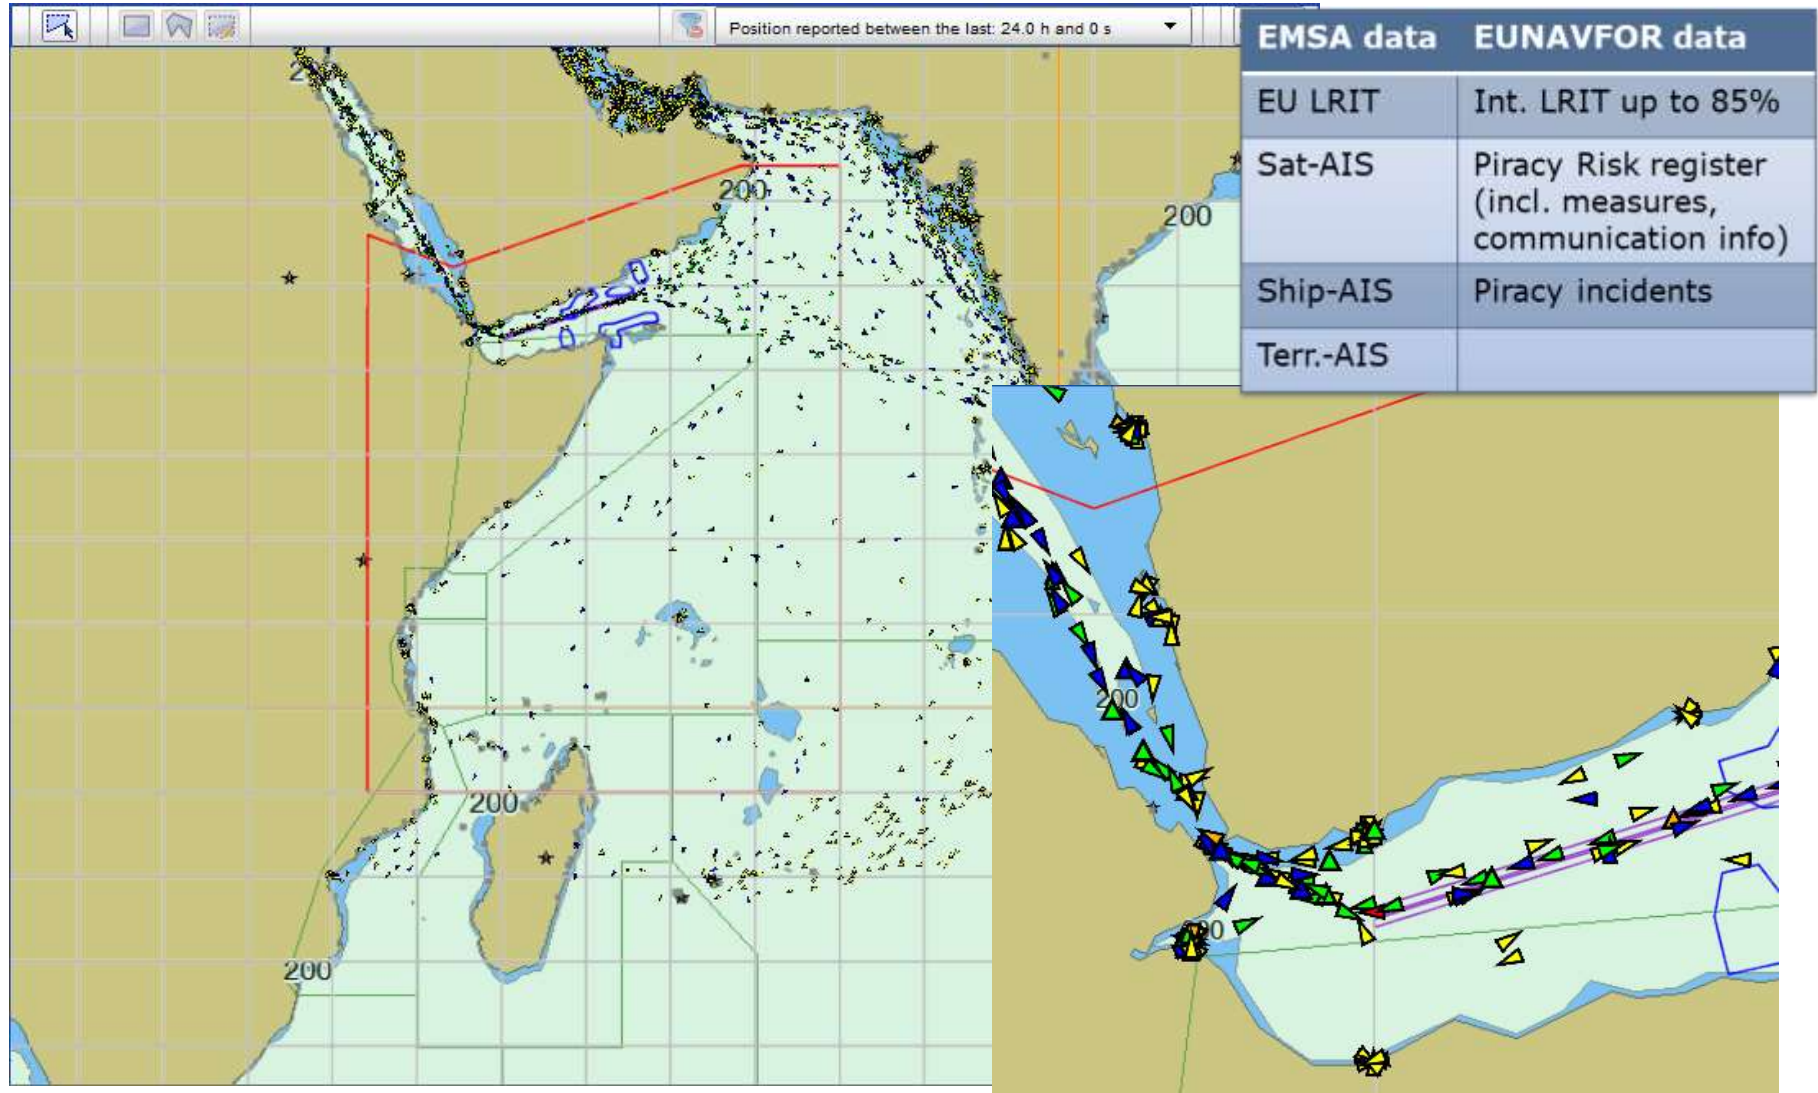 Position reported between the last: 24.0 h and 0 s
EMSA data EUNAVFOR data
EU LRIT Int. LRIT up to 85%
Sat-AIS Piracy Risk register
(incl. measures,
communication info)
Ship-AIS Piracy incidents
Terr.-AIS
2
200
200
200
200
200